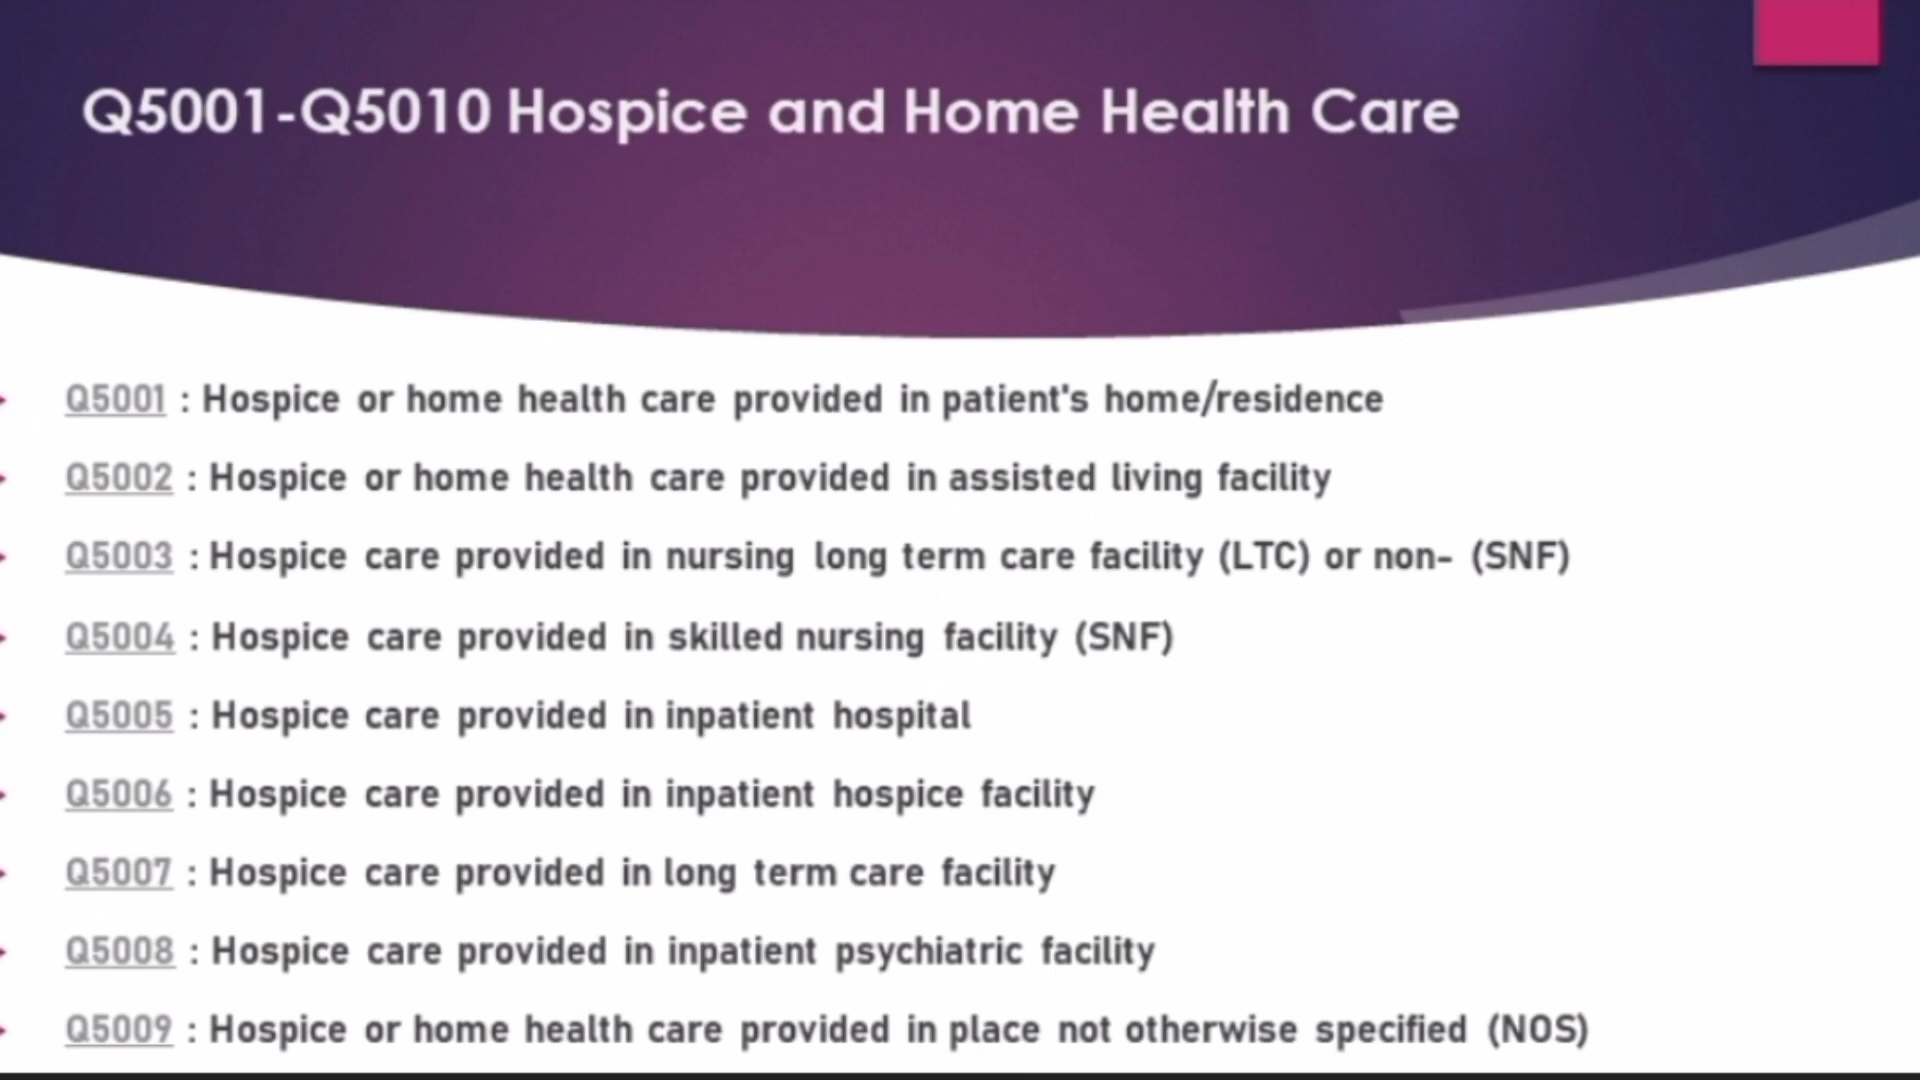 Q5001-Q5010 Hospice and Home Health Care
Q5001 : Hospice or home health care provided in patient's home/residence
Q5002 : Hospice or home health care provided in assisted living facility
Q5003 : Hospice care provided in nursing long term care facility (LTC) or non- (SNF)
Q5004 : Hospice care provided in skilled nursing facility (SNF)
Q5005 : Hospice care provided in inpatient hospital
Q5006 : Hospice care provided in inpatient hospice facility
Q5007 : Hospice care provided in long term care facility
Q5008 : Hospice care provided in inpatient psychiatric facility
Q5009 : Hospice or home health care provided in place not otherwise specified (NOS)